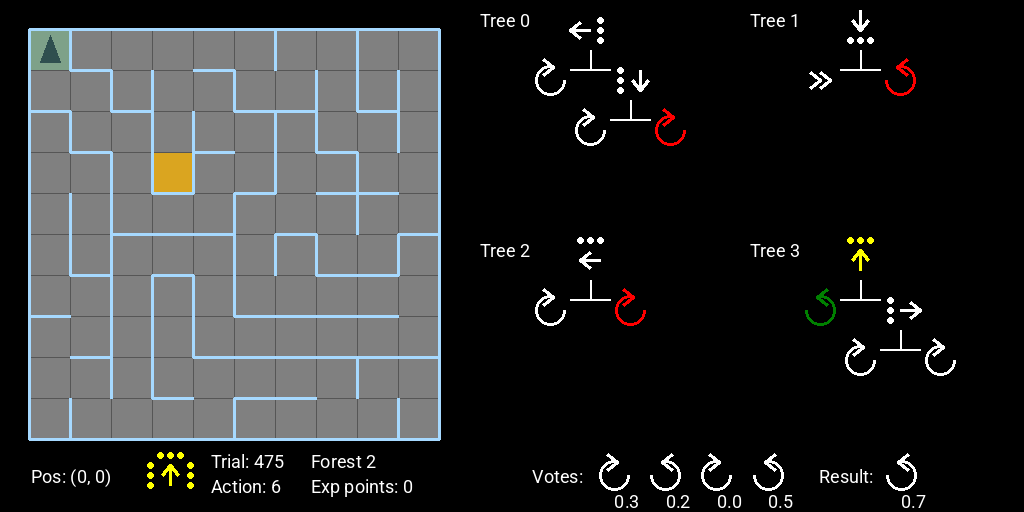 Tree 0
Tree 1
Tree 2
Tree 3
Pos: (0, 0)
Trial: 475
Forest 2
Action: 6
Exp points: 0
Votes:
0.3
0.2
0.0
0.5
Result:
0.7